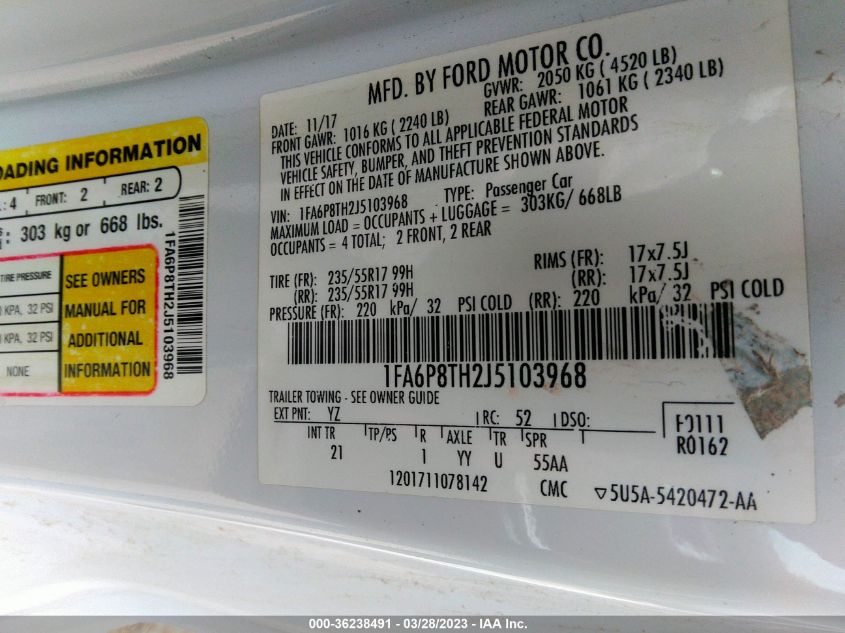 MFD. BY FORD MOTOR CO.
DATE: 11/17
GVWR: 2050 KG ( 4520 LB)
FRONT GAWR: 1016 KG ( 2240 LB)
REAR GAWR: 1061 KG ( 2340 LB)
THIS VEHICLE CONFORMS TO ALL APPLICABLE FEDERAL MOTOR
VEHICLE SAFETY, BUMPER, AND THEFT PREVENTION STANDARDS
IN EFFECT ON THE DATE OF MANUFACTURE SHOWN ABOVE.
VIN: 1FA6P8TH2J5103968 TYPE: Passenger Car
MAXIMUM LOAD = OCCUPANTS + LUGGAGE = 303KG/ 668LB
OCCUPANTS = 4 TOTAL; 2 FRONT, 2 REAR
TIRE (FR): 235/55R17 99H RIMS (FR): 17x7.5J
(RR): 235/55R17 99H (RR): 17x7.5J
PRESSURE (FR): 220 kPa/ 32 PSI COLD (RR): 220 kPa/ 32 PSI COLD
1FA6P8TH2J5103968
TRAILER TOWING - SEE OWNER GUIDE
EXT PNT: YZ RC: 52 DSO:
INT TR TP/PS R AXLE TR SPR
21 1 YY U 55AA
F0111
R0162
1201711078142 CMC 5U5A-5420472-AA
OADING INFORMATION
: 4 FRONT: 2 REAR: 2
: 303 kg or 668 lbs.
TIRE PRESSURE
KPA, 32 PSI
KPA, 32 PSI
NONE
SEE OWNERS
MANUAL FOR
ADDITIONAL
INFORMATION
1FA6P8TH2J5103968
000-36238491 - 03/28/2023 - IAA Inc.